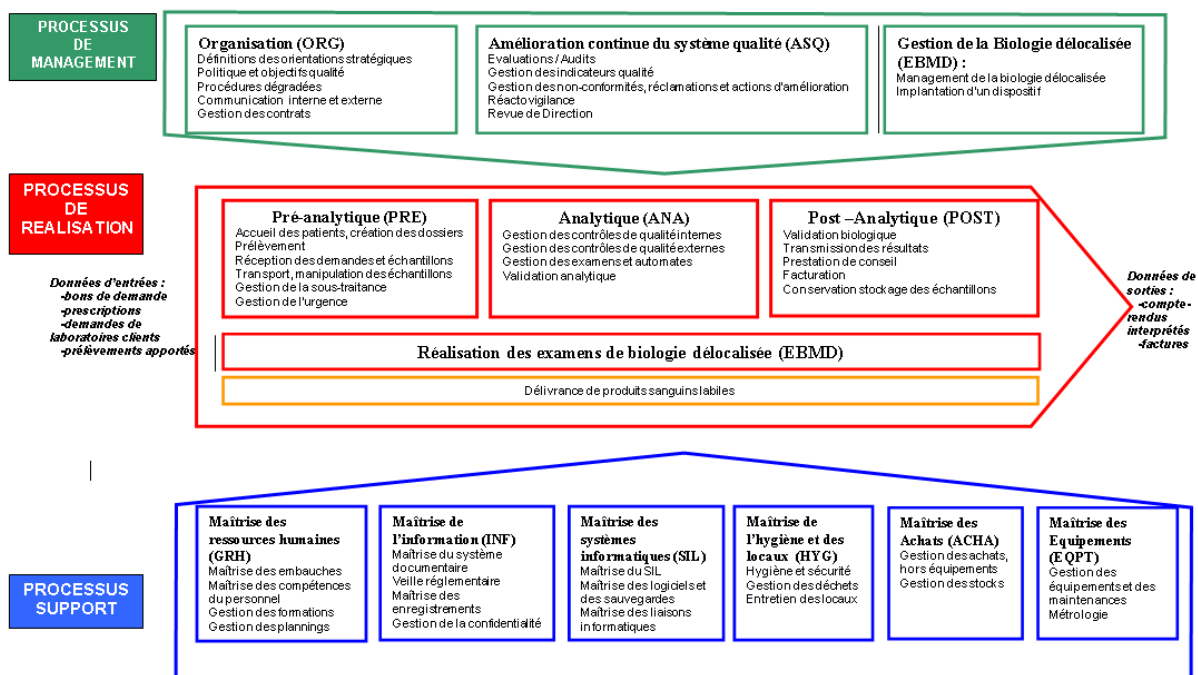 PROCESSUS
DE
MANAGEMENT
Organisation (ORG)
Définitions des orientations stratégiques
Politique et objectifs qualité
Procédures dégradées
Communication interne et externe
Gestion des contrats
Amélioration continue du système qualité (ASQ)
Evaluations / Audits
Gestion des indicateurs qualité
Gestion des non-conformités, réclamations et actions d'amélioration
Réactovigilance
Revue de Direction
Gestion de la Biologie délocalisée
(EBMD) :
Management de la biologie délocalisée
Implantation d'un dispositif
PROCESSUS
DE
REALISATION
Données d'entrées :
-bons de demande
-prescriptions
-demandes de
laboratoires clients
-prélèvements apportés
Pré-analytique (PRE)
Accueil des patients, création des dossiers
Prélèvement
Réception des demandes et échantillons
Transport, manipulation des échantillons
Gestion de la sous-traitance
Gestion de l'urgence
Analytique (ANA)
Gestion des contrôles de qualité internes
Gestion des contrôles de qualité externes
Gestion des examens et automates
Validation analytique
Post –Analytique (POST)
Validation biologique
Transmission des résultats
Prestation de conseil
Facturation
Conservation stockage des échantillons
Réalisation des examens de biologie délocalisée (EBMD)
Délivrance de produits sanguins labiles
Données de
sorties :
-compte-
rendus
interprétés
-factures
PROCESSUS
SUPPORT
Maîtrise des
ressources humaines
(GRH)
Maîtrise des embauches
Maîtrise des compétences
du personnel
Gestion des formations
Gestion des plannings
Maîtrise de
l'information (INF)
Maîtrise du système
documentaire
Veille réglementaire
Maîtrise des
enregistrements
Gestion de la confidentialité
Maîtrise des
systèmes
informatiques (SIL)
Maîtrise du SIL
Maîtrise des logiciels et
des sauvegardes
Maîtrise des liaisons
informatiques
Maîtrise de
l'hygiène et des
locaux (HYG)
Hygiène et sécurité
Gestion des déchets
Entretien des locaux
Maîtrise des
Achats (ACHA)
Gestion des achats,
hors équipements
Gestion des stocks
Maîtrise des
Equipements
(EQPT)
Gestion des
équipements et des
maintenances
Métrologie